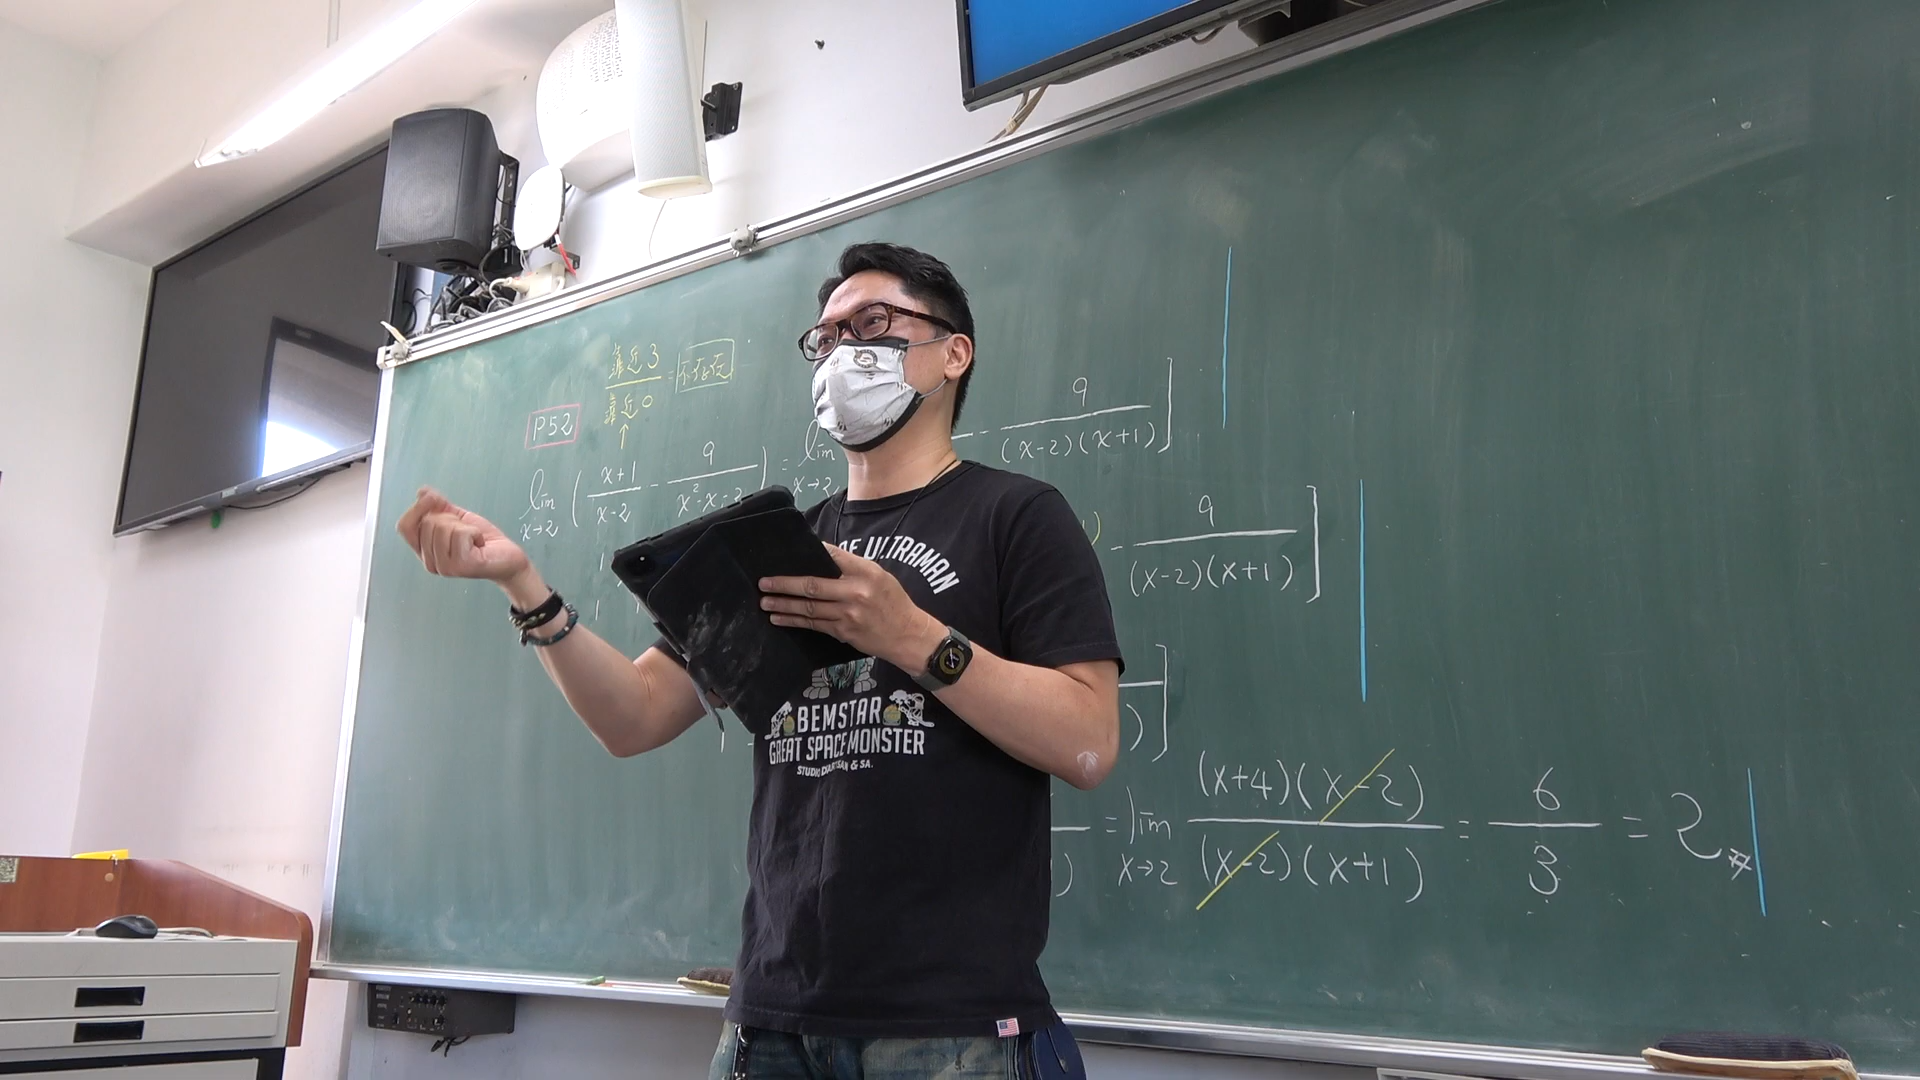 靠近3
靠近0
= 不存在
P52
lim x→2 ( x+1 / x-2 - 9 / x²-x-2 ) = lim x→2
- 9 / (x-2)(x+1) ]
- 9 / (x-2)(x+1) ]
)]
= lim x→2 (x+4)(x-2) / (x-2)(x+1) = 6 / 3 = 2
OF ULTRAMAN
BEMSTAR
GREAT SPACE MONSTER